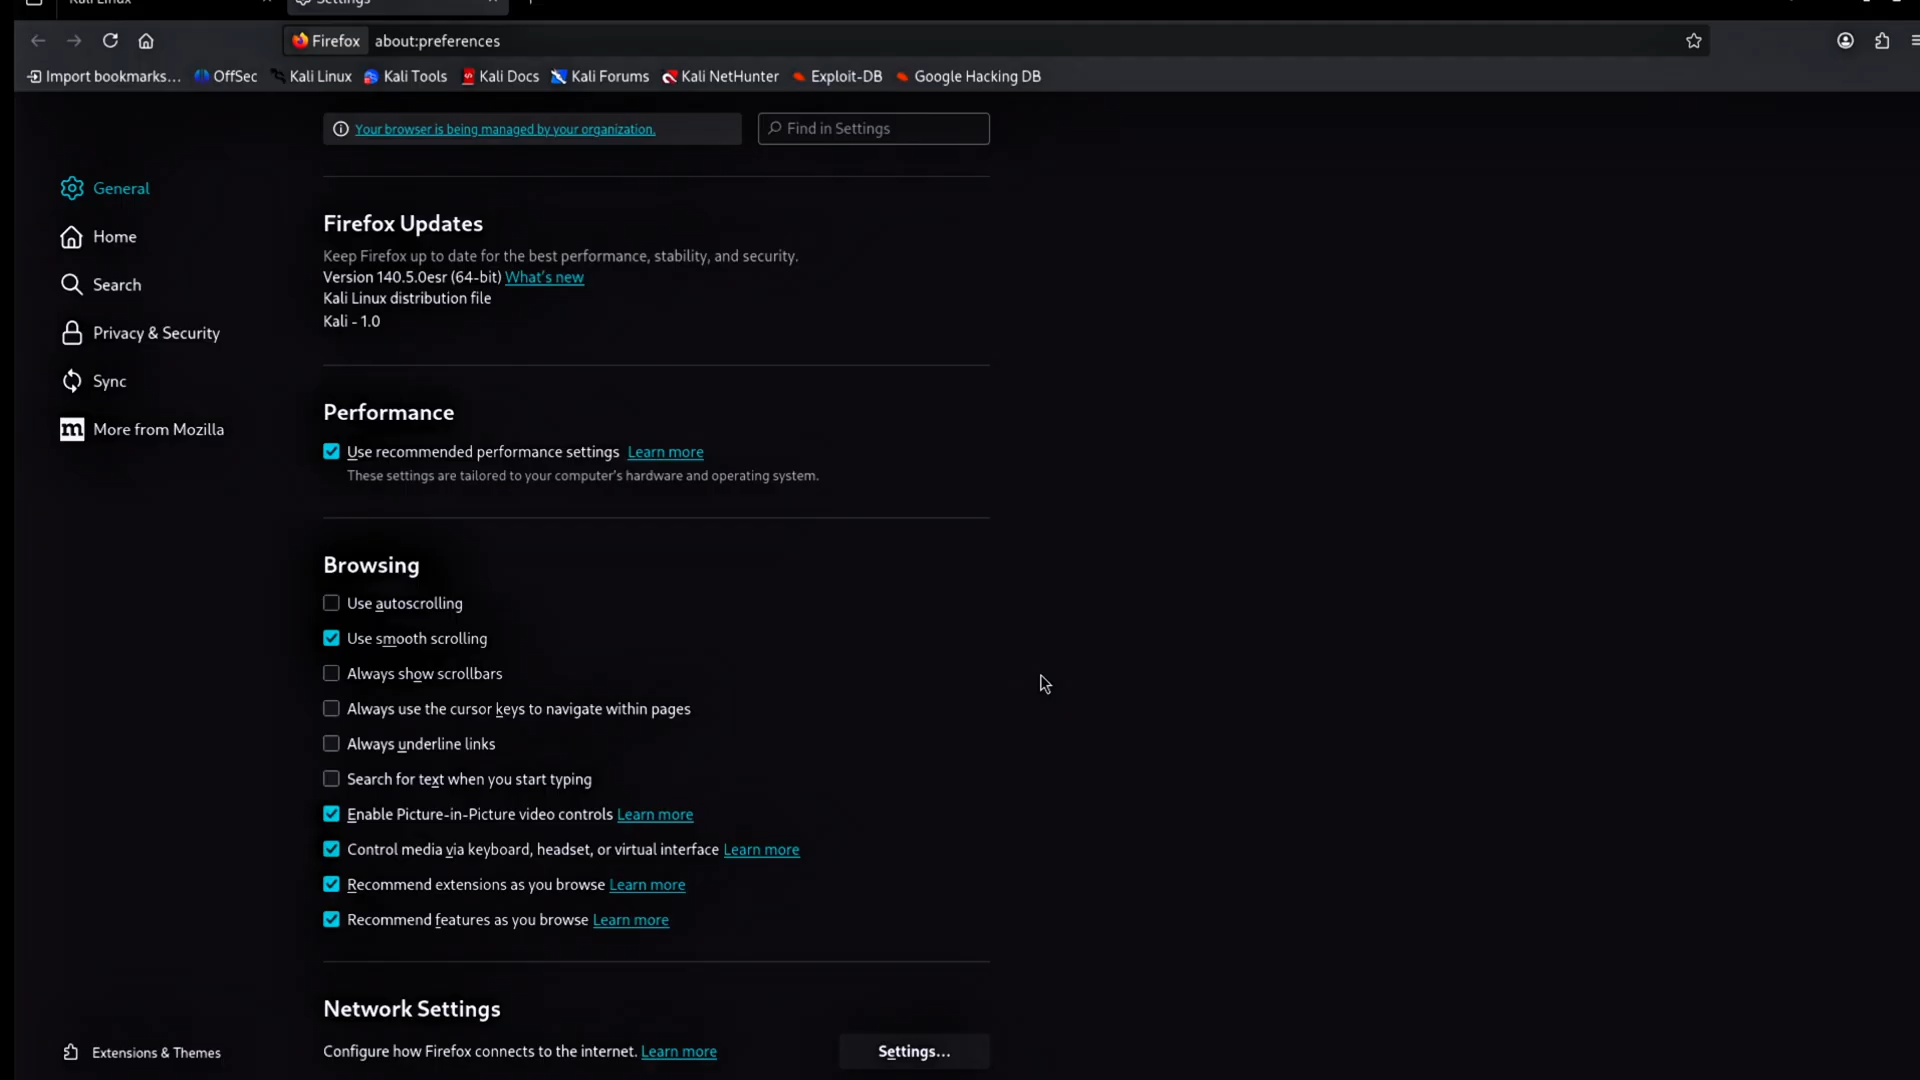 Kali Linux
Settings
Firefox about:preferences
Import bookmarks... OffSec Kali Linux Kali Tools Kali Docs Kali Forums Kali NetHunter Exploit-DB Google Hacking DB
Your browser is being managed by your organization.
Find in Settings
General
Home
Search
Privacy & Security
Sync
More from Mozilla
Extensions & Themes
Firefox Updates
Keep Firefox up to date for the best performance, stability, and security.
Version 140.5.0esr (64-bit) What's new
Kali Linux distribution file
Kali - 1.0
Performance
Use recommended performance settings Learn more
These settings are tailored to your computer's hardware and operating system.
Browsing
Use autoscrolling
Use smooth scrolling
Always show scrollbars
Always use the cursor keys to navigate within pages
Always underline links
Search for text when you start typing
Enable Picture-in-Picture video controls Learn more
Control media via keyboard, headset, or virtual interface Learn more
Recommend extensions as you browse Learn more
Recommend features as you browse Learn more
Network Settings
Configure how Firefox connects to the internet. Learn more
Settings...